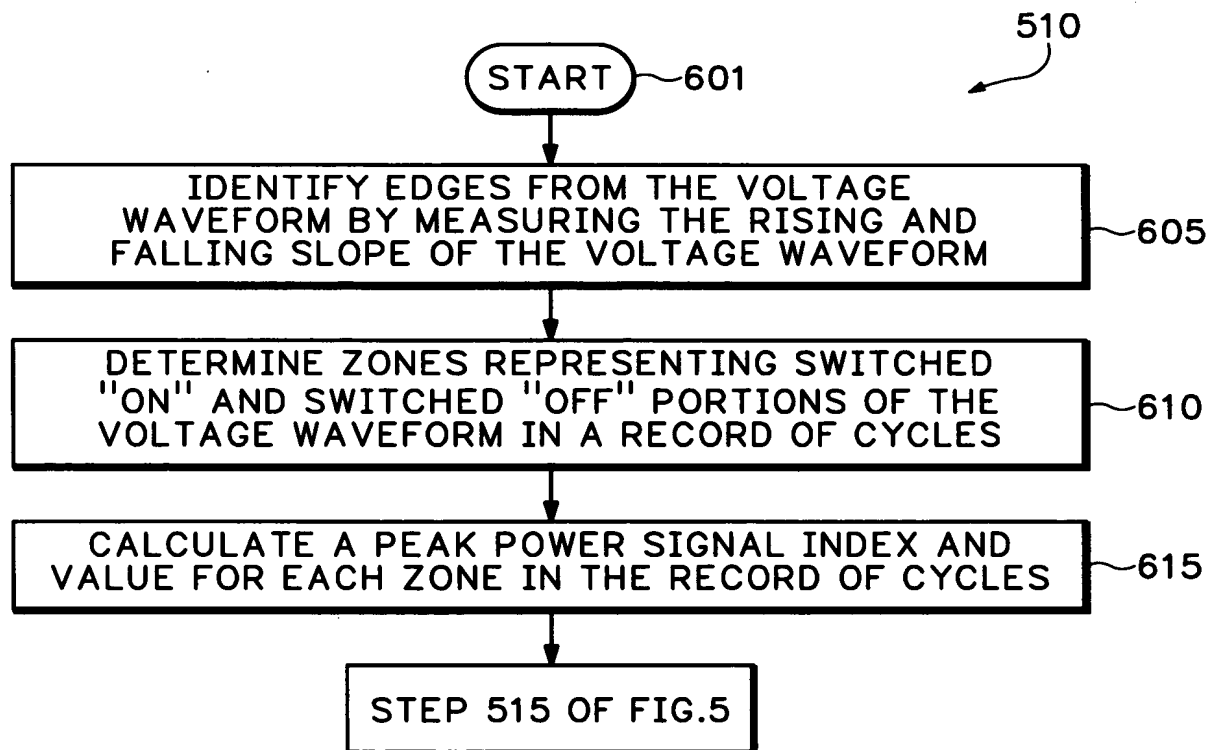 510
START
601
IDENTIFY EDGES FROM THE VOLTAGE
WAVEFORM BY MEASURING THE RISING AND
FALLING SLOPE OF THE VOLTAGE WAVEFORM
605
DETERMINE ZONES REPRESENTING SWITCHED
"ON" AND SWITCHED "OFF" PORTIONS OF THE
VOLTAGE WAVEFORM IN A RECORD OF CYCLES
610
CALCULATE A PEAK POWER SIGNAL INDEX AND
VALUE FOR EACH ZONE IN THE RECORD OF CYCLES
615
STEP 515 OF FIG.5